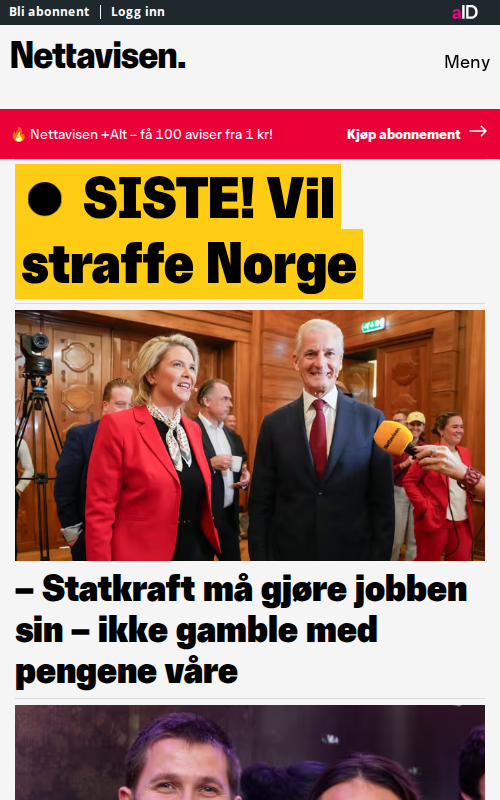 Bli abonnent | Logg inn
aID
Nettavisen.
Meny
🔥 Nettavisen +Alt – få 100 aviser fra 1 kr!
Kjøp abonnement →
● SISTE! Vil
straffe Norge
– Statkraft må gjøre jobben
sin – ikke gamble med
pengene våre